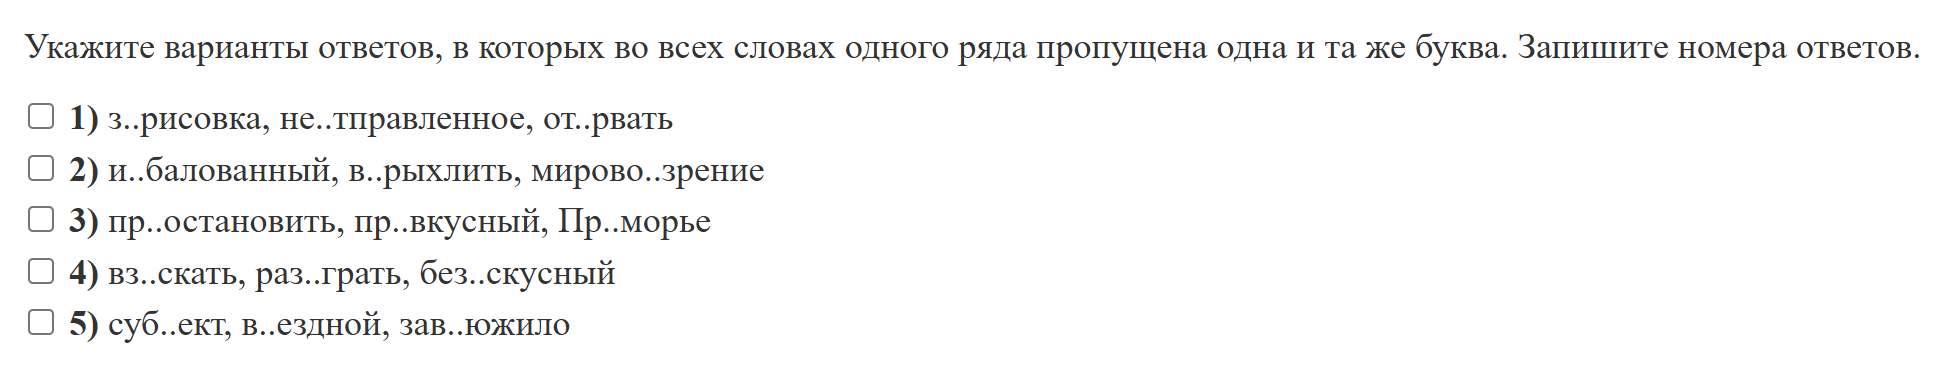 Укажите варианты ответов, в которых во всех словах одного ряда пропущена одна и та же буква. Запишите номера ответов.
1) з..рисовка, не..тправленное, от..рвать
2) и..балованный, в..рыхлить, мирово..зрение
3) пр..остановить, пр..вкусный, Пр..морье
4) вз..скать, раз..грать, без..скусный
5) суб..ект, в..ездной, зав..южило